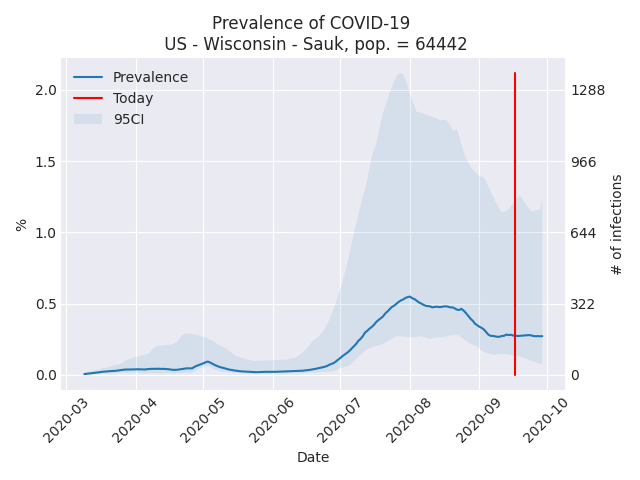 Prevalence of COVID-19
US - Wisconsin - Sauk, pop. = 64442
Prevalence
Today
95CI
2.0
1.5
1.0
0.5
0.0
%
1288
966
644
322
0
# of infections
2020-03
2020-04
2020-05
2020-06
2020-07
2020-08
2020-09
2020-10
Date